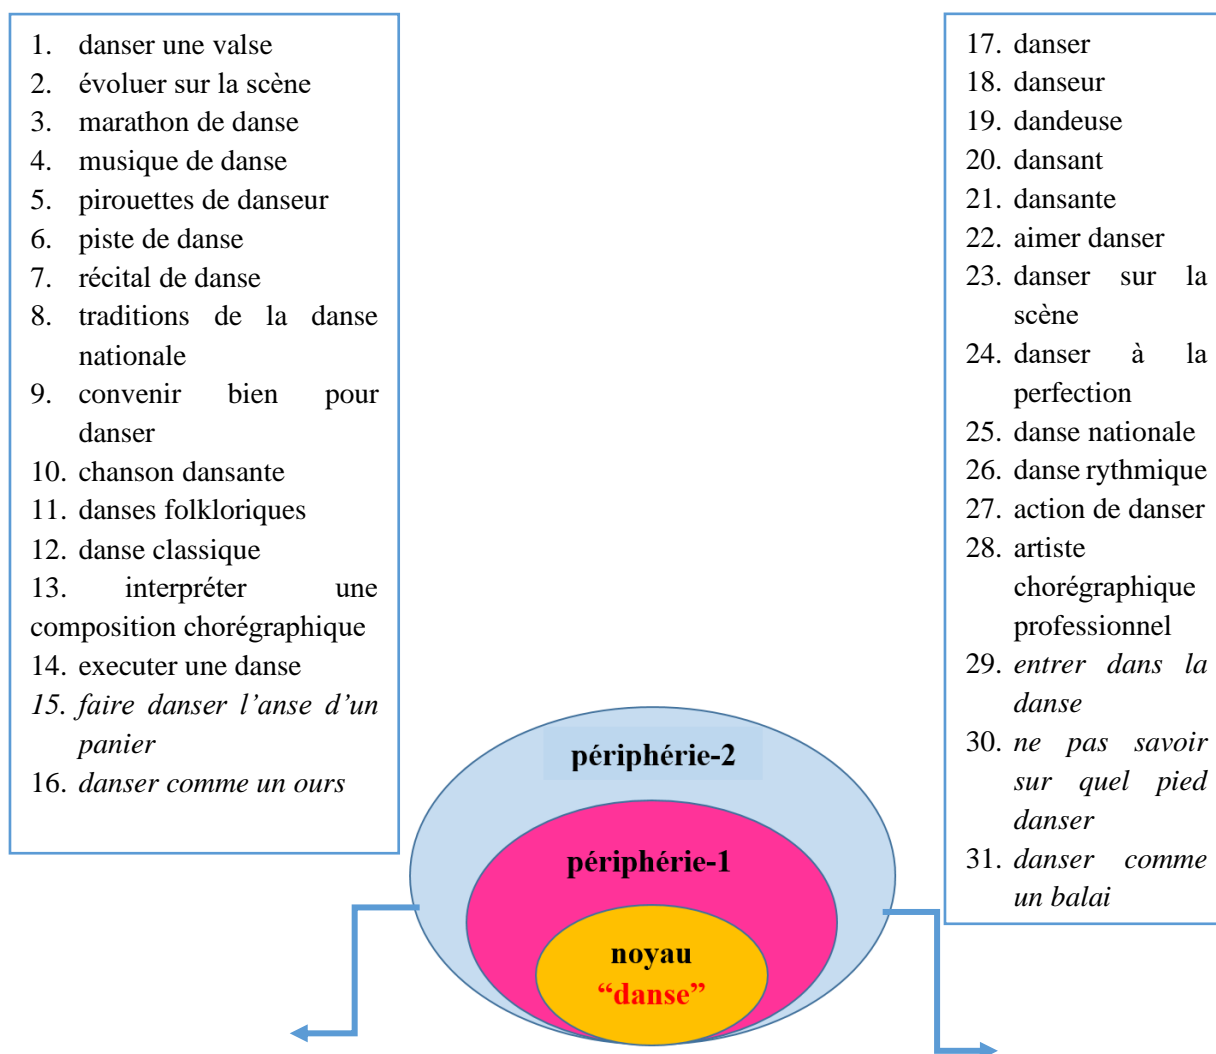 1. danser une valse
2. évoluer sur la scène
3. marathon de danse
4. musique de danse
5. pirouettes de danseur
6. piste de danse
7. récital de danse
8. traditions de la danse
nationale
9. convenir bien pour
danser
10. chanson dansante
11. danses folkloriques
12. danse classique
13. interpréter une
composition chorégraphique
14. executer une danse
15. faire danser l’anse d’un
panier
16. danser comme un ours
17. danser
18. danseur
19. dandeuse
20. dansant
21. dansante
22. aimer danser
23. danser sur la
scène
24. danser à la
perfection
25. danse nationale
26. danse rythmique
27. action de danser
28. artiste
chorégraphique
professionnel
29. entrer dans la
danse
30. ne pas savoir
sur quel pied
danser
31. danser comme
un balai
périphérie-2
périphérie-1
noyau
“danse”